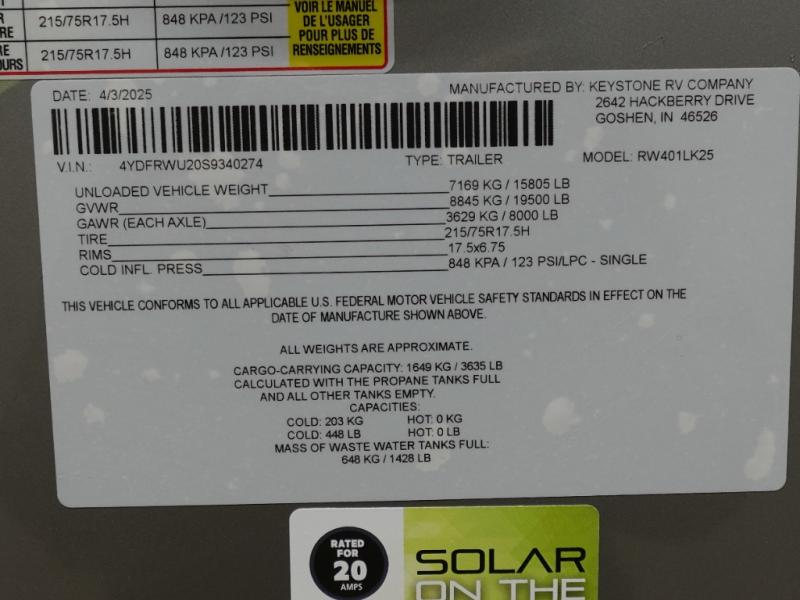 215/75R17.5H 848 KPA /123 PSI
RE
215/75R17.5H 848 KPA /123 PSI
OURS
VOIR LE MANUEL
DE L'USAGER
POUR PLUS DE
RENSEIGNEMENTS
DATE: 4/3/2025
MANUFACTURED BY: KEYSTONE RV COMPANY
2642 HACKBERRY DRIVE
GOSHEN, IN 46526
V.I.N.: 4YDFRWU20S9340274 TYPE: TRAILER MODEL: RW401LK25
UNLOADED VEHICLE WEIGHT 7169 KG / 15805 LB
GVWR 8845 KG / 19500 LB
GAWR (EACH AXLE) 3629 KG / 8000 LB
TIRE 215/75R17.5H
RIMS 17.5x6.75
COLD INFL. PRESS 848 KPA / 123 PSI/LPC - SINGLE
THIS VEHICLE CONFORMS TO ALL APPLICABLE U.S. FEDERAL MOTOR VEHICLE SAFETY STANDARDS IN EFFECT ON THE
DATE OF MANUFACTURE SHOWN ABOVE.
ALL WEIGHTS ARE APPROXIMATE.
CARGO-CARRYING CAPACITY: 1649 KG / 3635 LB
CALCULATED WITH THE PROPANE TANKS FULL
AND ALL OTHER TANKS EMPTY.
CAPACITIES:
COLD: 203 KG HOT: 0 KG
COLD: 448 LB HOT: 0 LB
MASS OF WASTE WATER TANKS FULL:
648 KG / 1428 LB
RATED
FOR
20
AMPS
SOLAR
ON THE